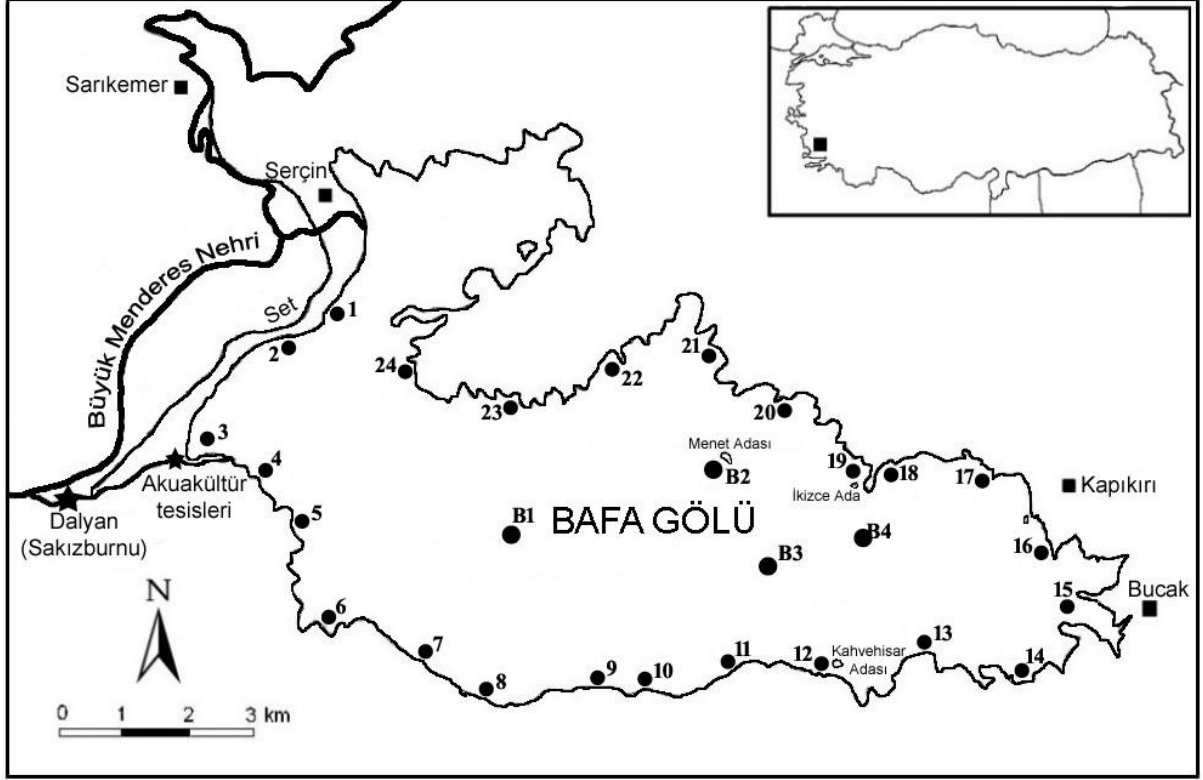 Sarıkemer
Serçin
Büyük Menderes Nehri
Set
1
2
24
21
22
23
20
3
Menet Adası
4
B2
19
18
17
Kapıkırı
İkizce Ada
Akuakültür
tesisleri
Dalyan
(Sakızburnu)
5
B1
BAFA GÖLÜ
B4
16
B3
N
6
15
Bucak
7
11
12
Kahvehisar
Adası
13
14
8
9
10
0 1 2 3 km